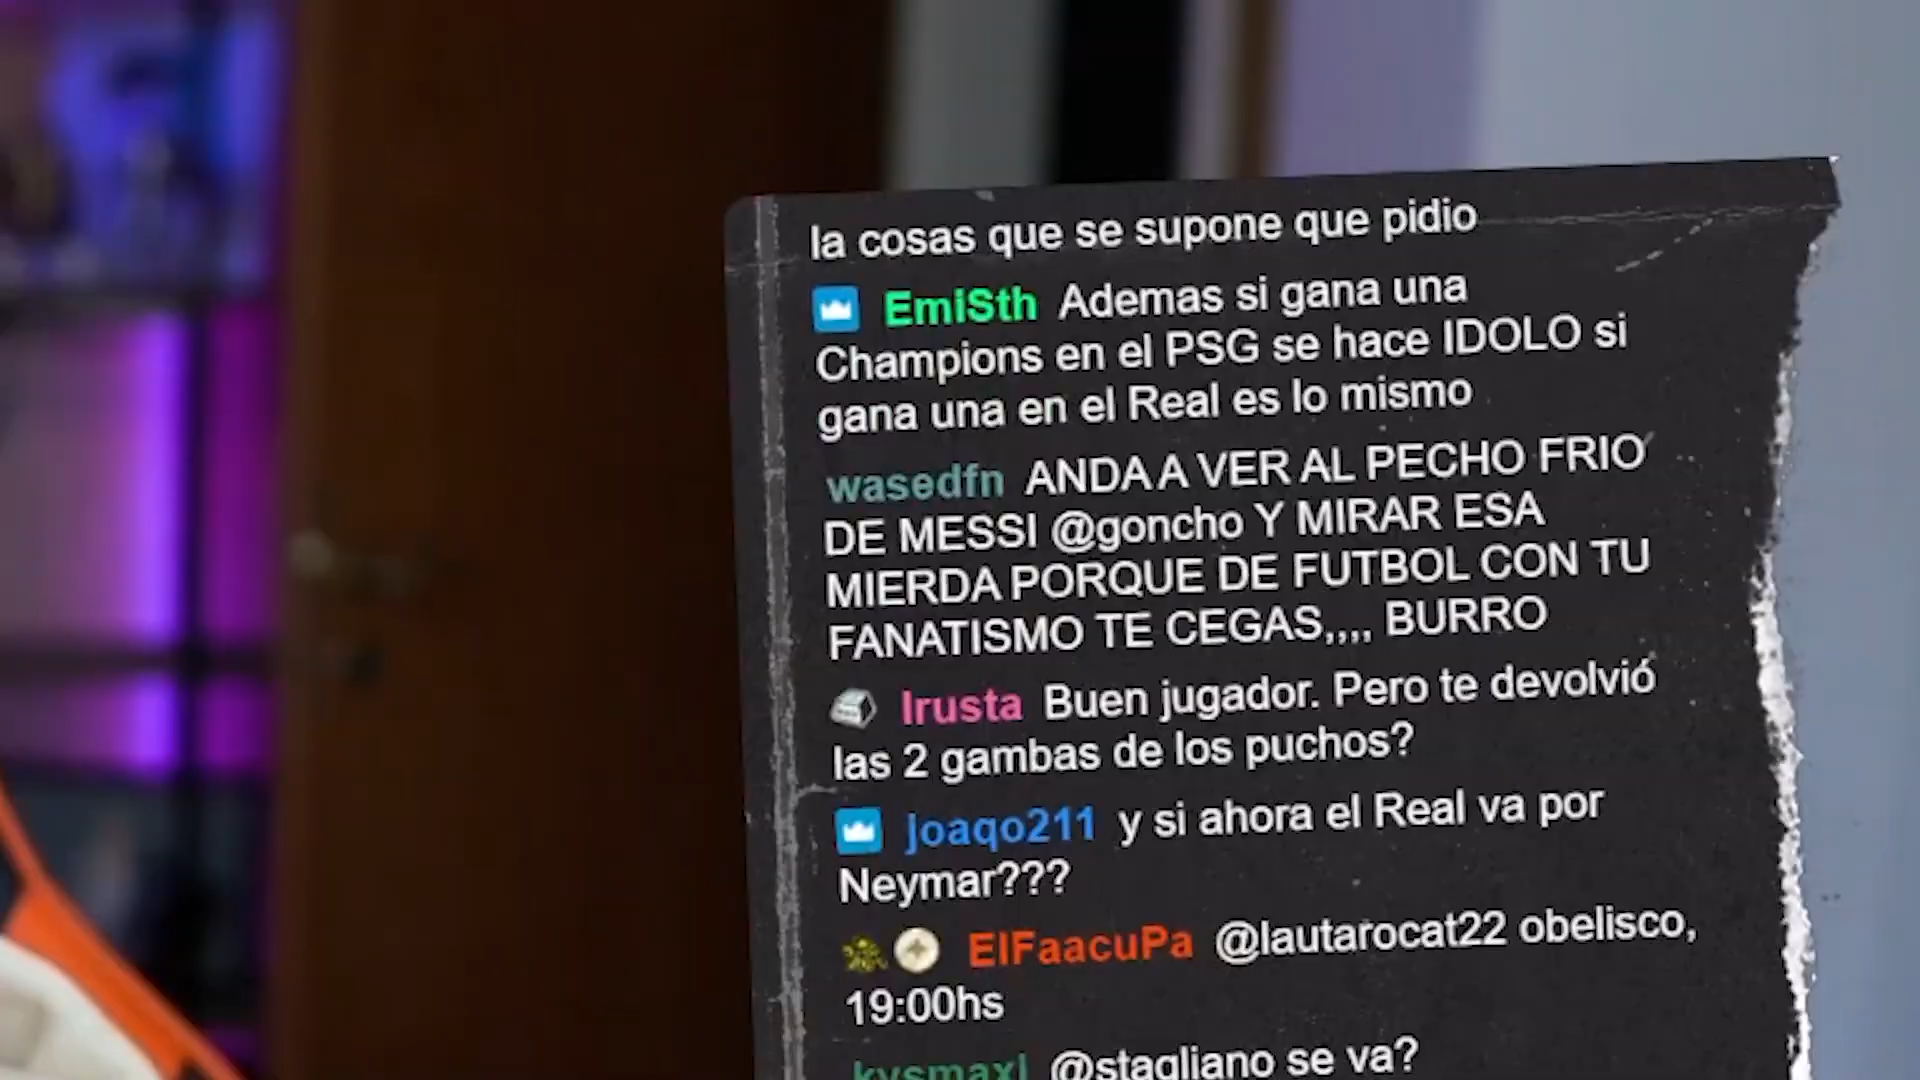 la cosas que se supone que pidio
EmiSth Ademas si gana una
Champions en el PSG se hace IDOLO si
gana una en el Real es lo mismo
wasedfn ANDA A VER AL PECHO FRIO
DE MESSI @goncho Y MIRAR ESA
MIERDA PORQUE DE FUTBOL CON TU
FANATISMO TE CEGAS,,,, BURRO
Irusta Buen jugador. Pero te devolvió
las 2 gambas de los puchos?
joaqo211 y si ahora el Real va por
Neymar???
ElFaacuPa @lautarocat22 obelisco,
19:00hs
kysmaxi @stagliano se va?